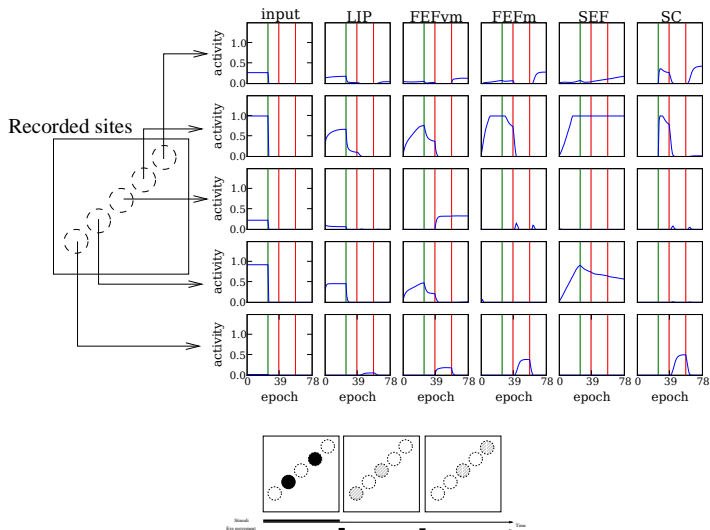 input LIP FEFvm FEFm SEF SC
activity 1.0 0.5 0.0
Recorded sites
activity 1.0 0.5 0.0
activity 1.0 0.5 0.0
activity 1.0 0.5 0.0
activity 1.0 0.5 0.0
0 39 78 0 39 78 0 39 78 0 39 78 0 39 78 0 39 78
epoch epoch epoch epoch epoch epoch
Stimuli
Eye movement
Time